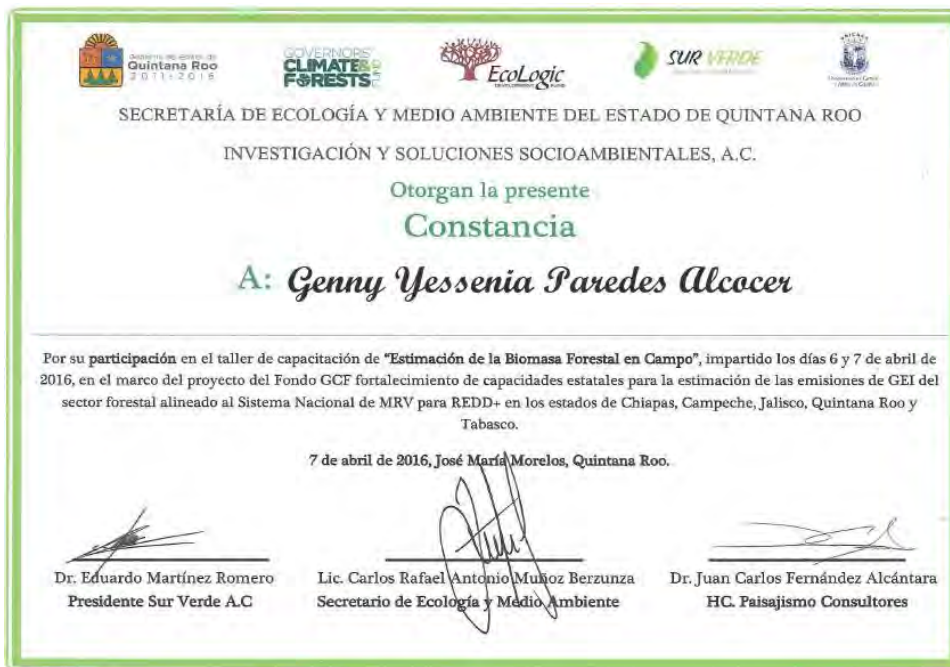 Gobierno del Estado de
Quintana Roo
2011-2016
GOVERNORS'
CLIMATE &
FORESTS
FUND
EcoLogic
DEVELOPMENT FUND
SUR VERDE
SECRETARÍA DE ECOLOGÍA Y MEDIO AMBIENTE DEL ESTADO DE QUINTANA ROO
INVESTIGACIÓN Y SOLUCIONES SOCIOAMBIENTALES, A.C.
Otorgan la presente
Constancia
A: Genny Yessenia Paredes Alcocer
Por su participación en el taller de capacitación de "Estimación de la Biomasa Forestal en Campo", impartido los días 6 y 7 de abril de
2016, en el marco del proyecto del Fondo GCF fortalecimiento de capacidades estatales para la estimación de las emisiones de GEI del
sector forestal alineado al Sistema Nacional de MRV para REDD+ en los estados de Chiapas, Campeche, Jalisco, Quintana Roo y
Tabasco.
7 de abril de 2016, José María Morelos, Quintana Roo.
Dr. Eduardo Martínez Romero
Presidente Sur Verde A.C
Lic. Carlos Rafael Antonio Muñoz Berzunza
Secretario de Ecología y Medio Ambiente
Dr. Juan Carlos Fernández Alcántara
HC. Paisajismo Consultores